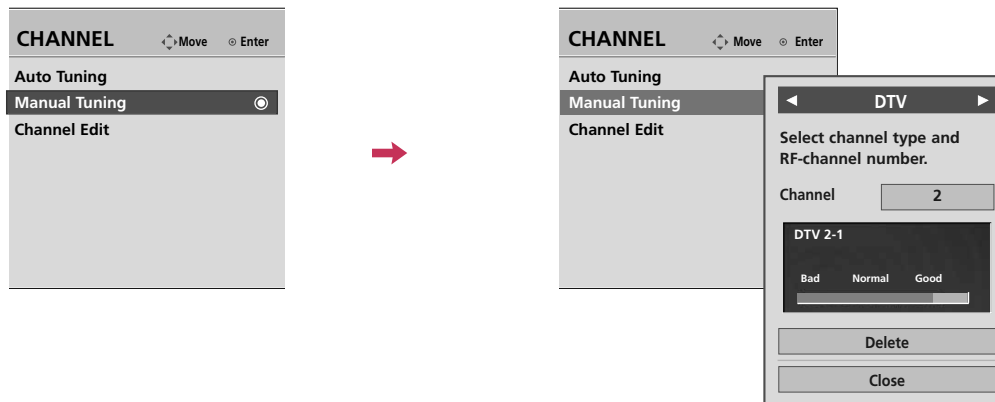 CHANNEL Move Enter
Auto Tuning
Manual Tuning
Channel Edit
CHANNEL Move Enter
Auto Tuning
Manual Tuning
Channel Edit
DTV
Select channel type and
RF-channel number.
Channel 2
DTV 2-1
Bad Normal Good
Delete
Close